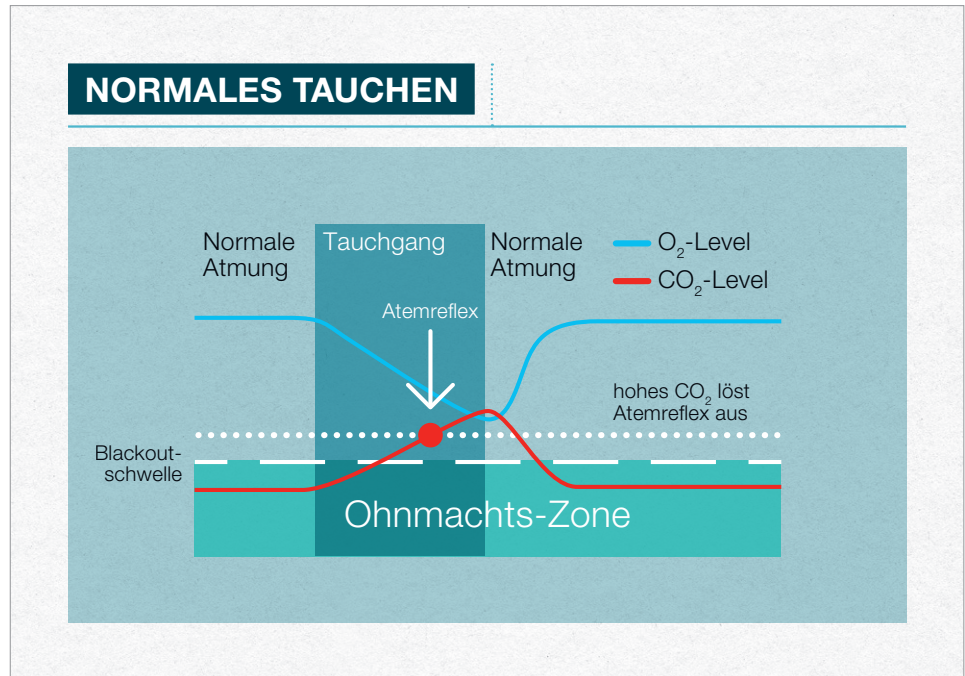 NORMALES TAUCHEN
Normale
Atmung
Tauchgang
Normale
Atmung
O₂-Level
CO₂-Level
Atemreflex
hohes CO₂ löst
Atemreflex aus
Blackout-
schwelle
Ohnmachts-Zone